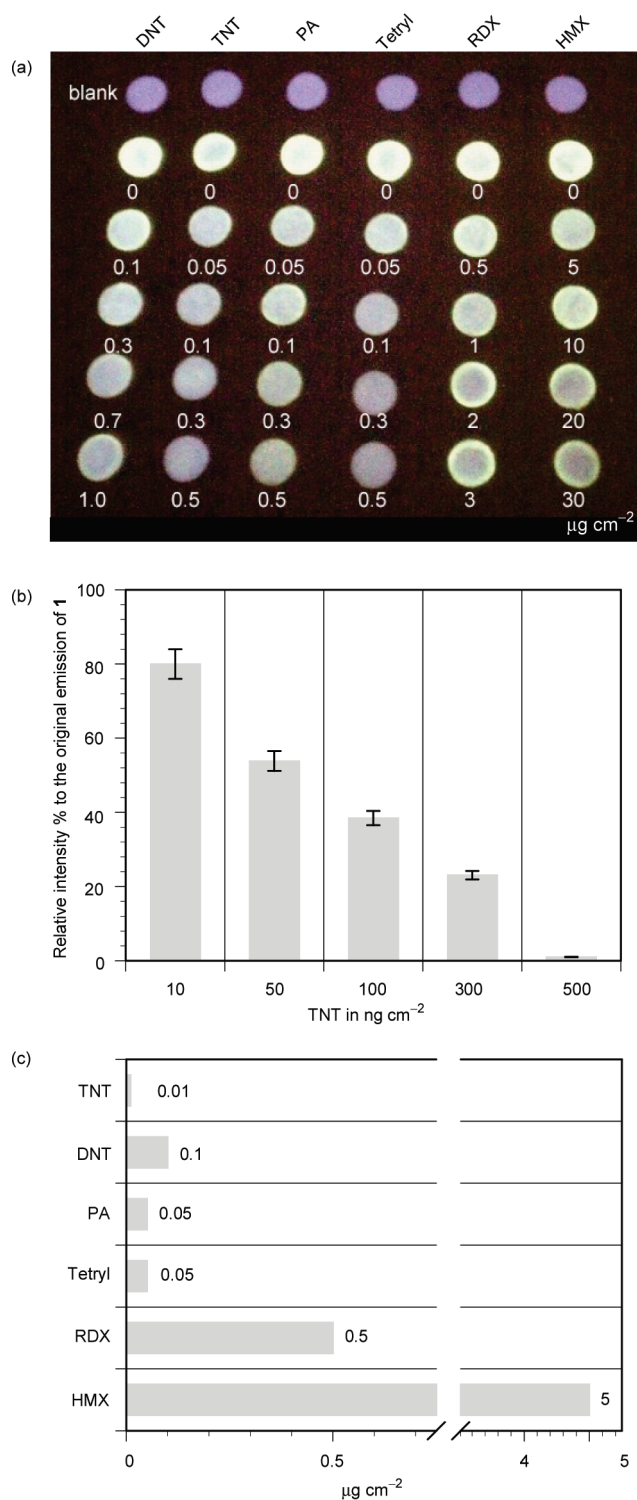 DNT TNT PA Tetryl RDX HMX
(a)
blank
0 0 0 0 0 0
0.1 0.05 0.05 0.05 0.5 5
0.3 0.1 0.1 0.1 1 10
0.7 0.3 0.3 0.3 2 20
1.0 0.5 0.5 0.5 3 30
µg cm⁻²
(b)
Relative intensity % to the original emission of 1
100
80
60
40
20
0
10 50 100 300 500
TNT in ng cm⁻²
(c)
TNT 0.01
DNT 0.1
PA 0.05
Tetryl 0.05
RDX 0.5
HMX 5
0 0.5 4 5
µg cm⁻²